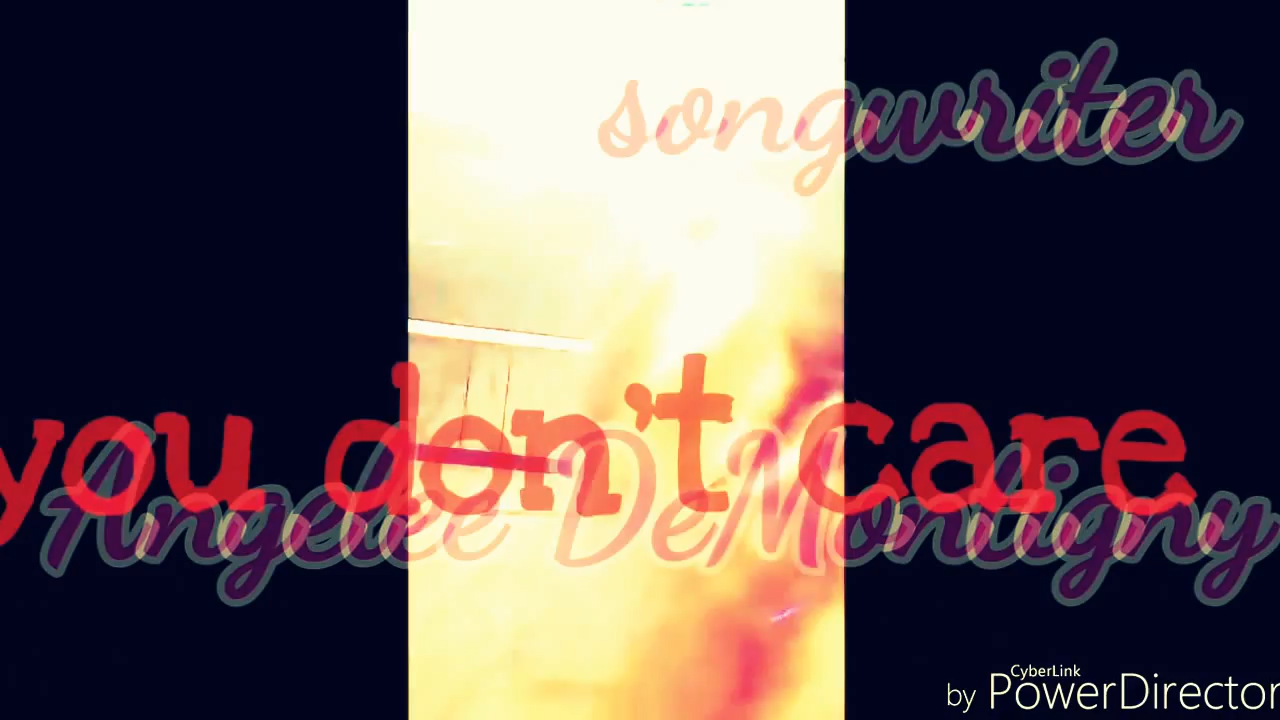 songwriter
you don't care
Angelee DeMontigny
CyberLink
by PowerDirector